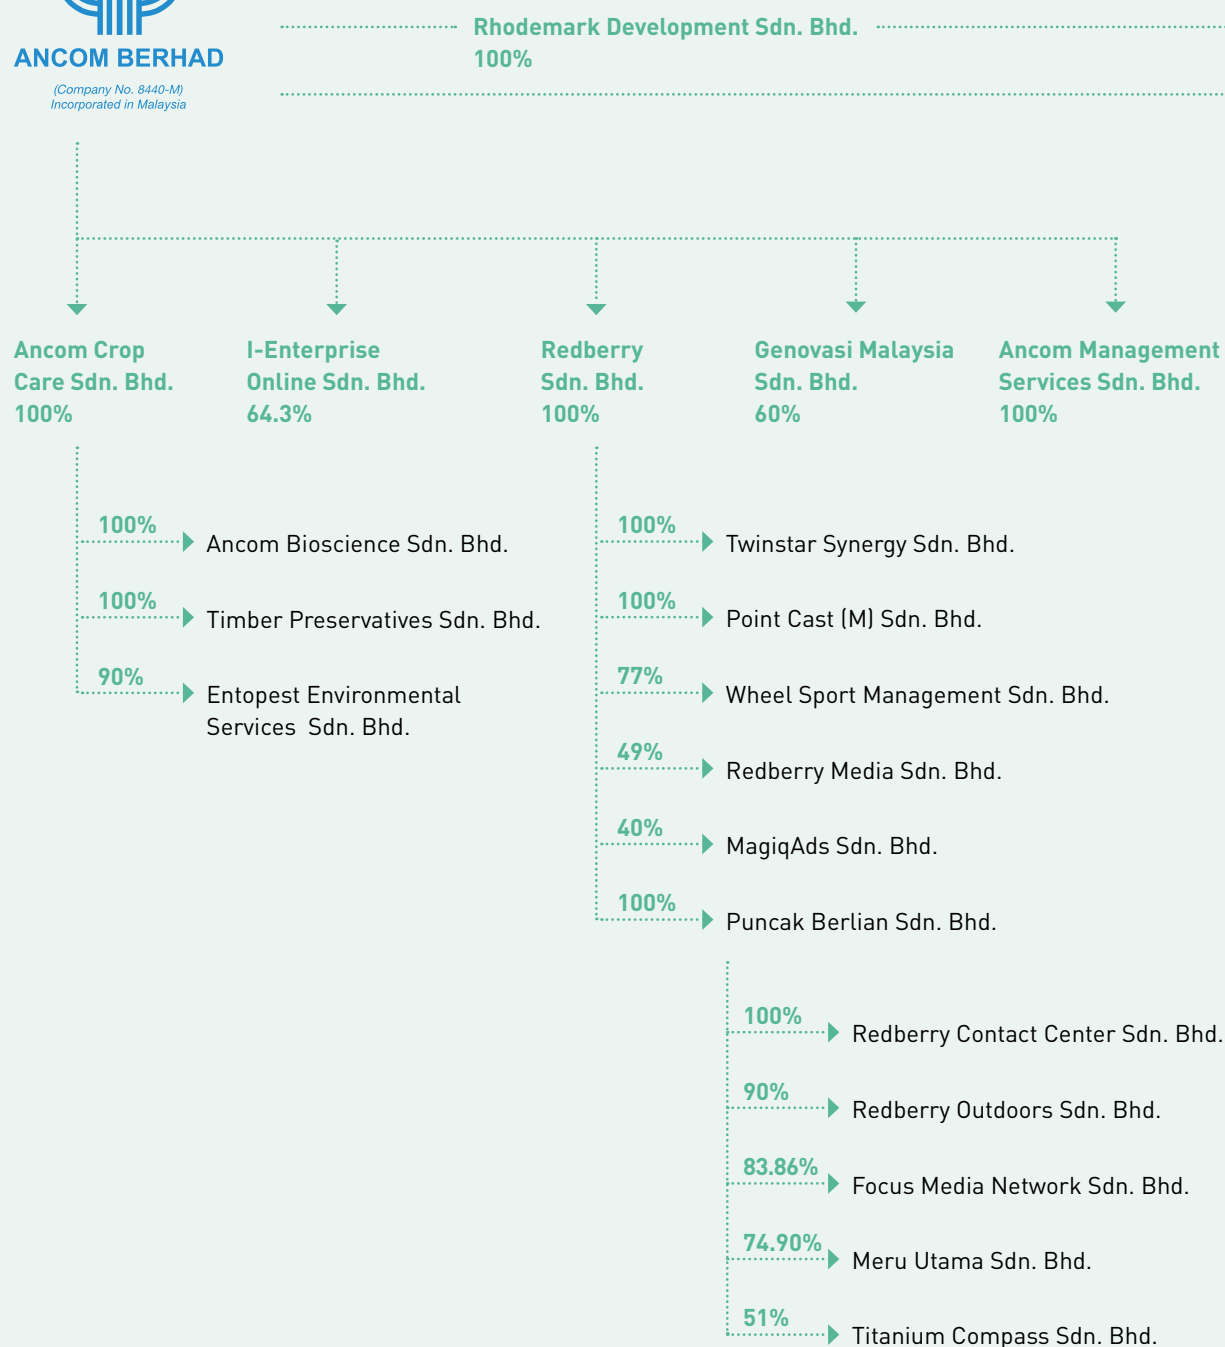 Rhodemark Development Sdn. Bhd.
100%
ANCOM BERHAD
(Company No. 8440-M)
Incorporated in Malaysia
Ancom Crop
Care Sdn. Bhd.
100%
I-Enterprise
Online Sdn. Bhd.
64.3%
Redberry
Sdn. Bhd.
100%
Genovasi Malaysia
Sdn. Bhd.
60%
Ancom Management
Services Sdn. Bhd.
100%
100%
Ancom Bioscience Sdn. Bhd.
100%
Timber Preservatives Sdn. Bhd.
90%
Entopest Environmental
Services Sdn. Bhd.
100%
Twinstar Synergy Sdn. Bhd.
100%
Point Cast (M) Sdn. Bhd.
77%
Wheel Sport Management Sdn. Bhd.
49%
Redberry Media Sdn. Bhd.
40%
MagiqAds Sdn. Bhd.
100%
Puncak Berlian Sdn. Bhd.
100%
Redberry Contact Center Sdn. Bhd.
90%
Redberry Outdoors Sdn. Bhd.
83.86%
Focus Media Network Sdn. Bhd.
74.90%
Meru Utama Sdn. Bhd.
51%
Titanium Compass Sdn. Bhd.